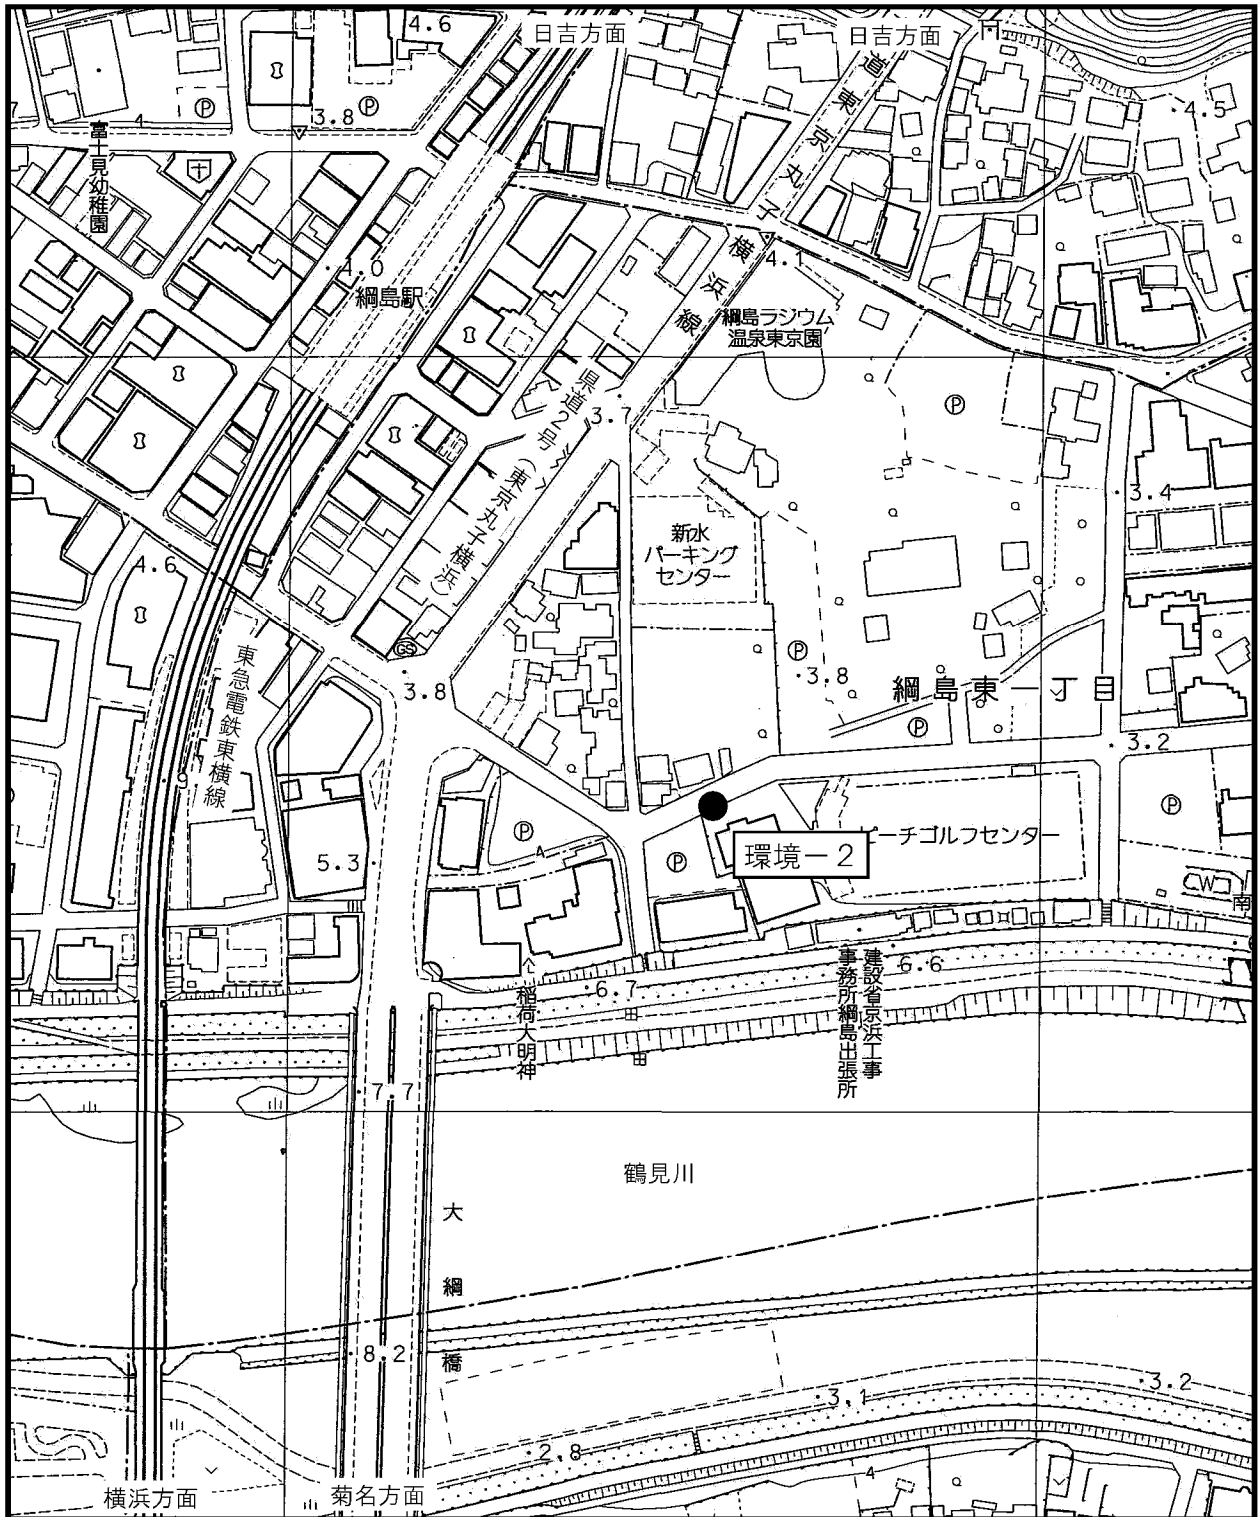 4.6
日吉方面
日吉方面
3.8
4
4.5
富士見幼稚園
道東京丸子横浜線
4.0
綱島駅
4.1
綱島ラジウム
温泉東京園
県道2号
(東京丸子横浜)
3.7
3.4
新水
パーキング
センター
4.6
GS
3.8
3.8
綱島東一丁目
東急電鉄東横線
3.2
9
5.3
環境－2
ピーチゴルフセンター
CW
南
稲荷大明神
6.7
建設省京浜工事
事務所綱島出張所
6.6
7.7
鶴見川
大綱橋
8.2
3.1
3.2
2.8
4
横浜方面
菊名方面